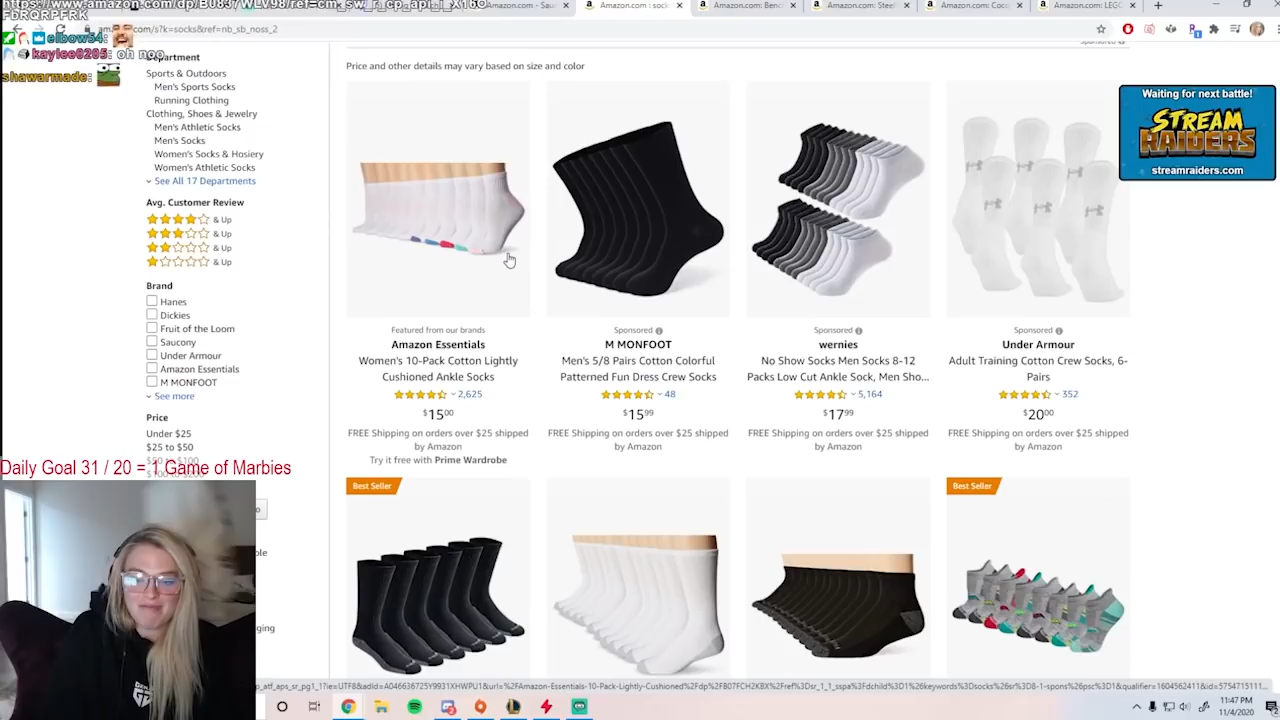 https://www.amazon.com/dp/B0897WLV98/ref=cm_sw_r_cp_api_i_X16o
FbRQRPFRK
Amazon.com - Sau
Amazon.com : sock
Amazon.com: Benc
Amazon.com: Steel
Amazon.com: Coco
Amazon.com: LEGO
.com/s?k=socks&ref=nb_sb_noss_2
elbow54:
kaylee0205: oh noo
shawarmade:
Sponsored
Price and other details may vary based on size and color
Department
Sports & Outdoors
Men's Sports Socks
Running Clothing
Clothing, Shoes & Jewelry
Men's Athletic Socks
Men's Socks
Women's Socks & Hosiery
Women's Athletic Socks
See All 17 Departments
Avg. Customer Review
& Up
& Up
& Up
& Up
Brand
Hanes
Dickies
Fruit of the Loom
Saucony
Under Armour
Amazon Essentials
M MONFOOT
See more
Price
Under $25
$25 to $50
$50 to $100
Daily Goal 31 / 20 = 1 Game of Marbies
Waiting for next battle!
STREAM
RAIDERS
streamraiders.com
Featured from our brands
Amazon Essentials
Women's 10-Pack Cotton Lightly
Cushioned Ankle Socks
2,625
$15 00
FREE Shipping on orders over $25 shipped
by Amazon
Try it free with Prime Wardrobe
Sponsored
M MONFOOT
Men's 5/8 Pairs Cotton Colorful
Patterned Fun Dress Crew Socks
48
$15 99
FREE Shipping on orders over $25 shipped
by Amazon
Sponsored
wernies
No Show Socks Men Socks 8-12
Packs Low Cut Ankle Sock, Men Sho...
5,164
$17 99
FREE Shipping on orders over $25 shipped
by Amazon
Sponsored
Under Armour
Adult Training Cotton Crew Socks, 6-
Pairs
352
$20 00
FREE Shipping on orders over $25 shipped
by Amazon
Best Seller
Best Seller
11:47 PM
11/4/2020